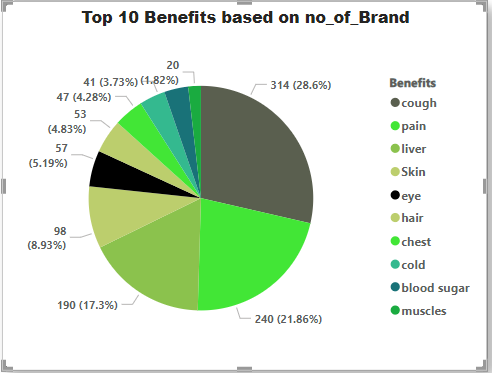 Top 10 Benefits based on no_of_Brand
20
(1.82%)
41 (3.73%)
47 (4.28%)
53
(4.83%)
57
(5.19%)
98
(8.93%)
190 (17.3%)
240 (21.86%)
314 (28.6%)
Benefits
cough
pain
liver
Skin
eye
hair
chest
cold
blood sugar
muscles